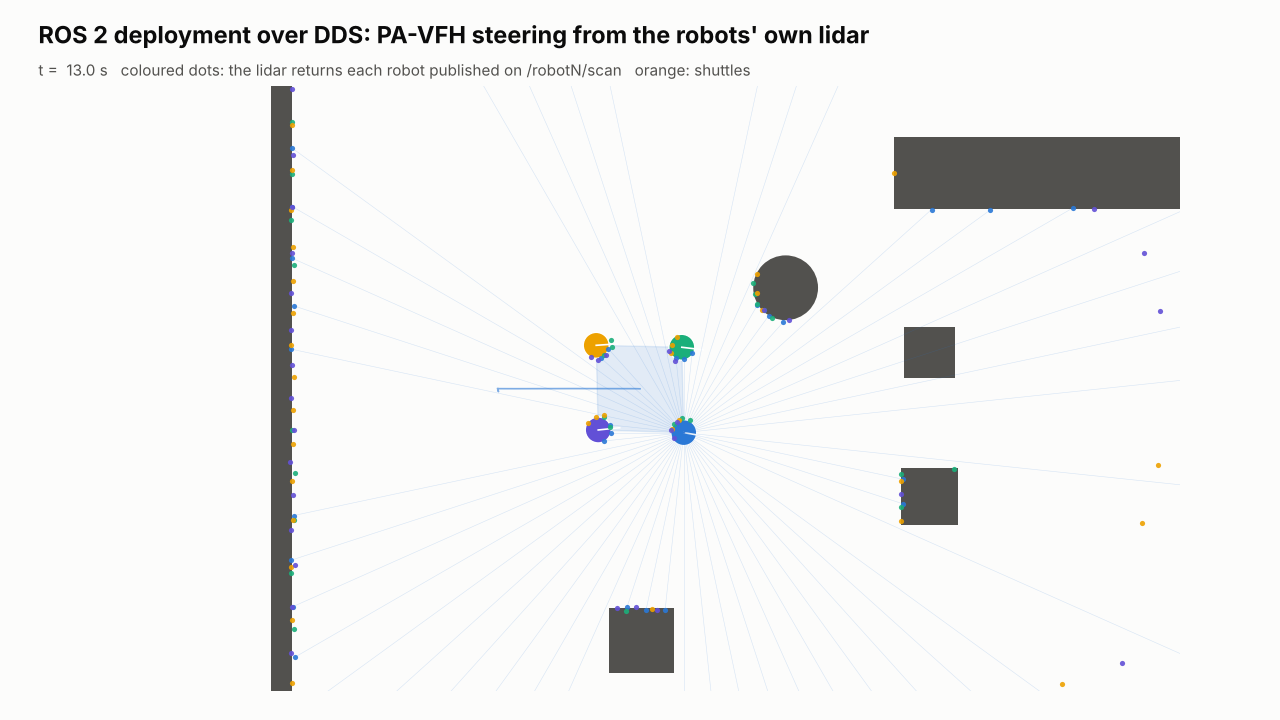 ROS 2 deployment over DDS: PA-VFH steering from the robots' own lidar
t = 13.0 s coloured dots: the lidar returns each robot published on /robotN/scan orange: shuttles